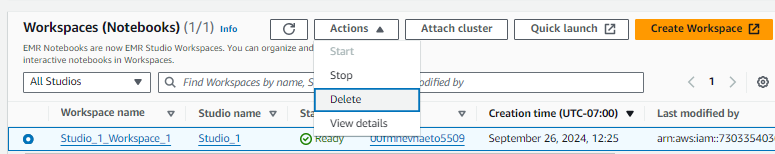 Workspaces (Notebooks) (1/1) Info
Actions
Attach cluster
Quick launch
Create Workspace
EMR Notebooks are now EMR Studio Workspaces. You can organize and
interactive notebooks in Workspaces.
Start
Stop
Delete
View details
All Studios
Find Workspaces by name, S
odified by
1
Workspace name
Studio name
Sta
Creation time (UTC-07:00)
Last modified by
Studio_1_Workspace_1
Studio_1
Ready
September 26, 2024, 12:25
arn:aws:iam::730335403